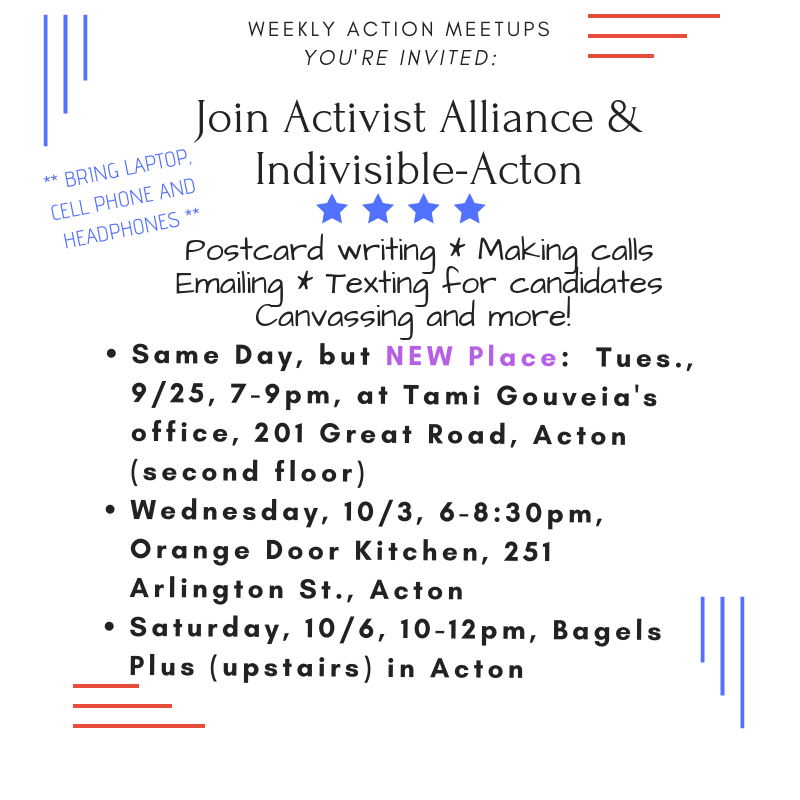 WEEKLY ACTION MEETUPS
YOU'RE INVITED:
Join Activist Alliance &
Indivisible-Acton
** BRING LAPTOP,
CELL PHONE AND
HEADPHONES **
Postcard writing * Making calls
Emailing * Texting for candidates
Canvassing and more!
• Same Day, but NEW Place: Tues.,
9/25, 7-9pm, at Tami Gouveia's
office, 201 Great Road, Acton
(second floor)
• Wednesday, 10/3, 6-8:30pm,
Orange Door Kitchen, 251
Arlington St., Acton
• Saturday, 10/6, 10-12pm, Bagels
Plus (upstairs) in Acton